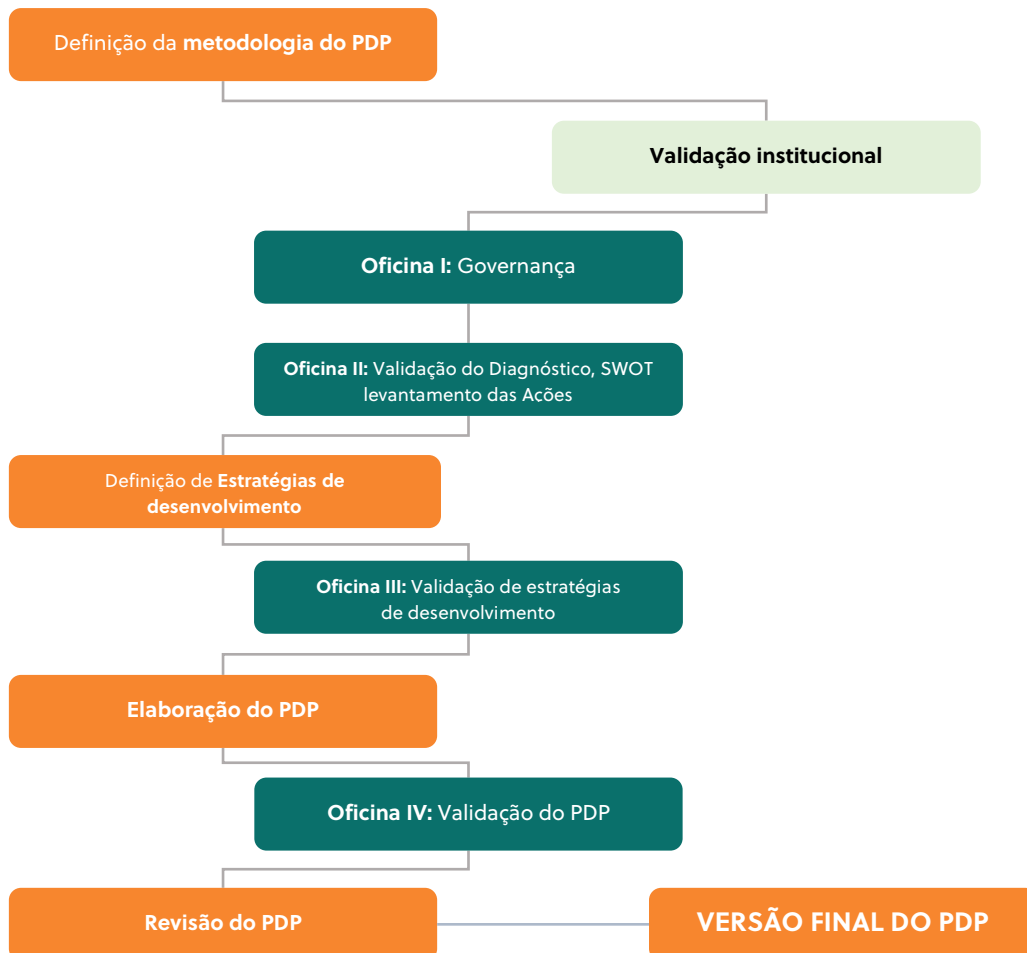 Definição da metodologia do PDP
Validação institucional
Oficina I: Governança
Oficina II: Validação do Diagnóstico, SWOT
levantamento das Acões
Definição de Estratégias de
desenvolvimento
Oficina III: Validação de estratégias
de desenvolvimento
Elaboração do PDP
Oficina IV: Validação do PDP
Revisão do PDP
VERSÃO FINAL DO PDP